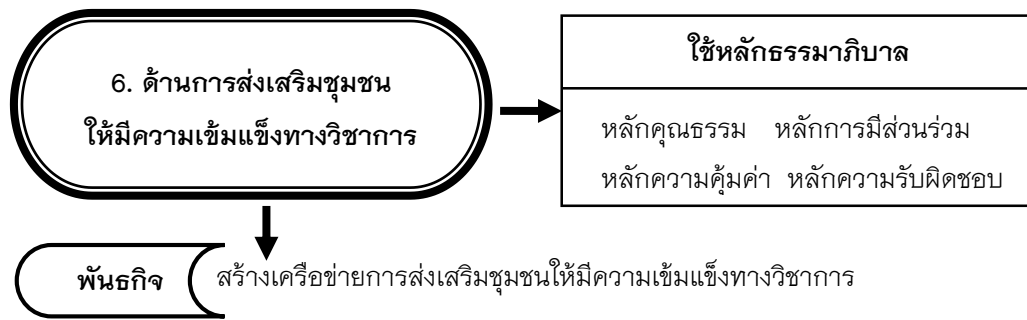 6. ด้านการส่งเสริมชุมชน
ให้มีความเข้มแข็งทางวิชาการ
ใช้หลักธรรมาภิบาล
หลักคุณธรรม หลักการมีส่วนร่วม
หลักความคุ้มค่า หลักความรับผิดชอบ
พันธกิจ สร้างเครือข่ายการส่งเสริมชุมชนให้มีความเข้มแข็งทางวิชาการ